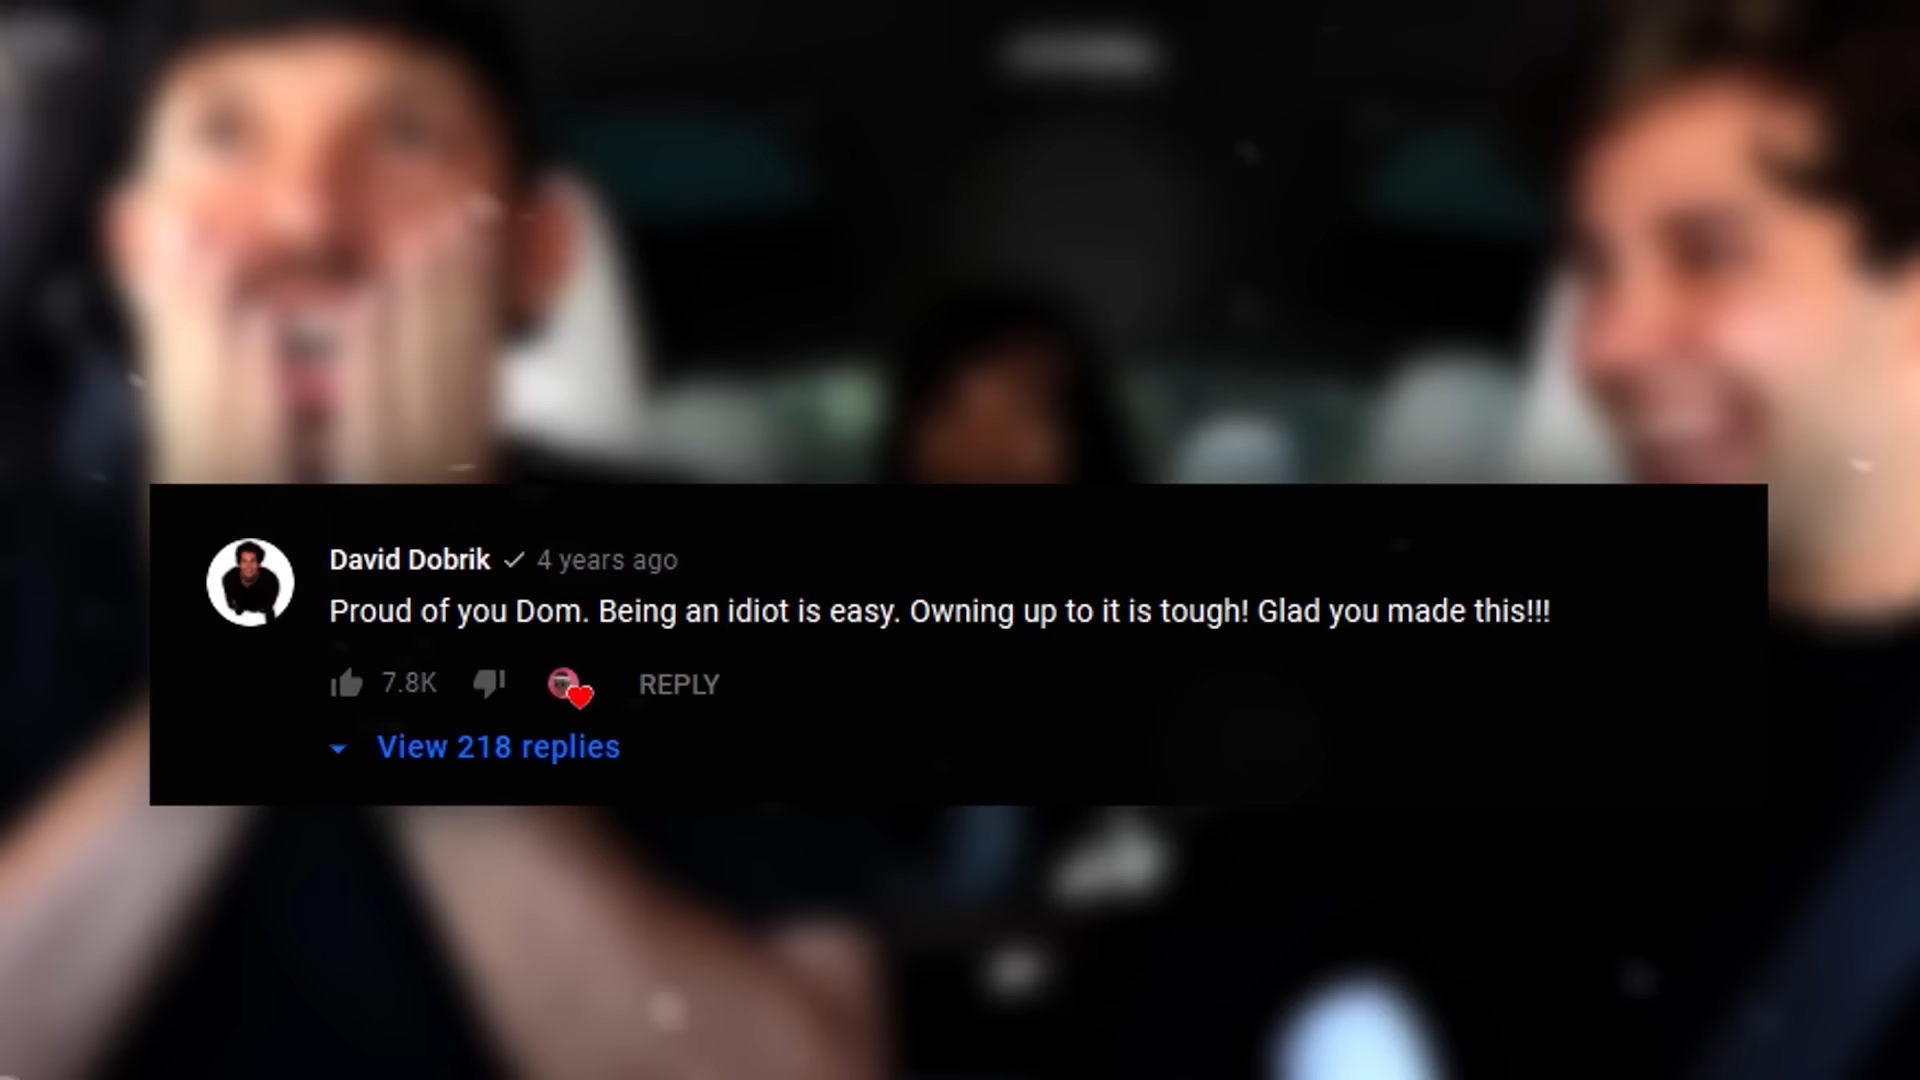 David Dobrik 4 years ago
Proud of you Dom. Being an idiot is easy. Owning up to it is tough! Glad you made this!!!
7.8K REPLY
View 218 replies